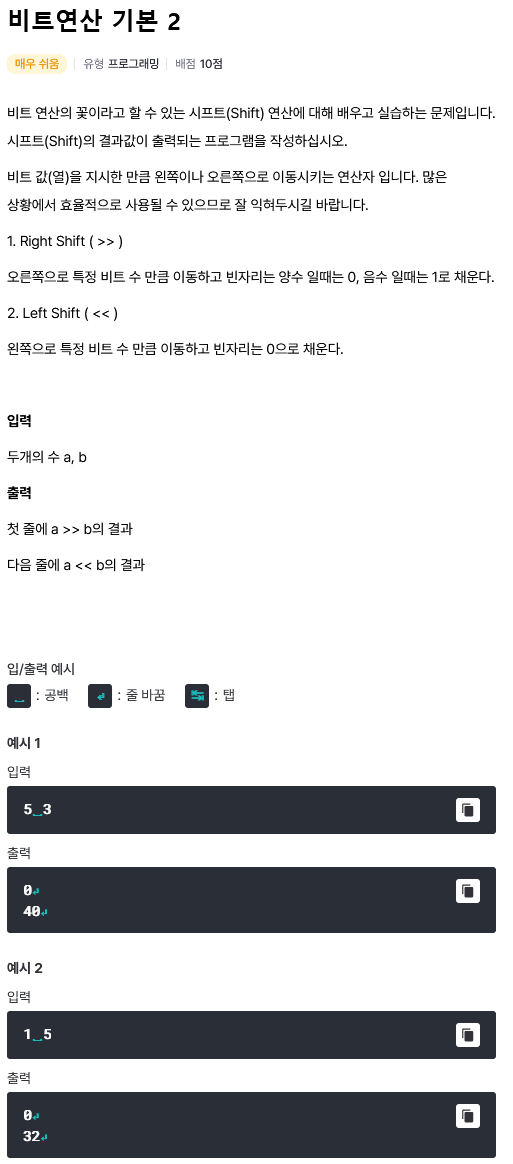 비트연산 기본 2
매우 쉬움 유형 프로그래밍 배점 10점
비트 연산의 꽃이라고 할 수 있는 시프트(Shift) 연산에 대해 배우고 실습하는 문제입니다.
시프트(Shift)의 결과값이 출력되는 프로그램을 작성하십시오.
비트 값(열)을 지시한 만큼 왼쪽이나 오른쪽으로 이동시키는 연산자 입니다. 많은
상황에서 효율적으로 사용될 수 있으므로 잘 익혀두시길 바랍니다.
1. Right Shift ( >> )
오른쪽으로 특정 비트 수 만큼 이동하고 빈자리는 양수 일때는 0, 음수 일때는 1로 채운다.
2. Left Shift ( << )
왼쪽으로 특정 비트 수 만큼 이동하고 빈자리는 0으로 채운다.
입력
두개의 수 a, b
출력
첫 줄에 a >> b의 결과
다음 줄에 a << b의 결과
입/출력 예시
␣ : 공백 ↲ : 줄 바꿈 ↹ : 탭
예시 1
입력
5␣3
출력
0↲
40↲
예시 2
입력
1␣5
출력
0↲
32↲